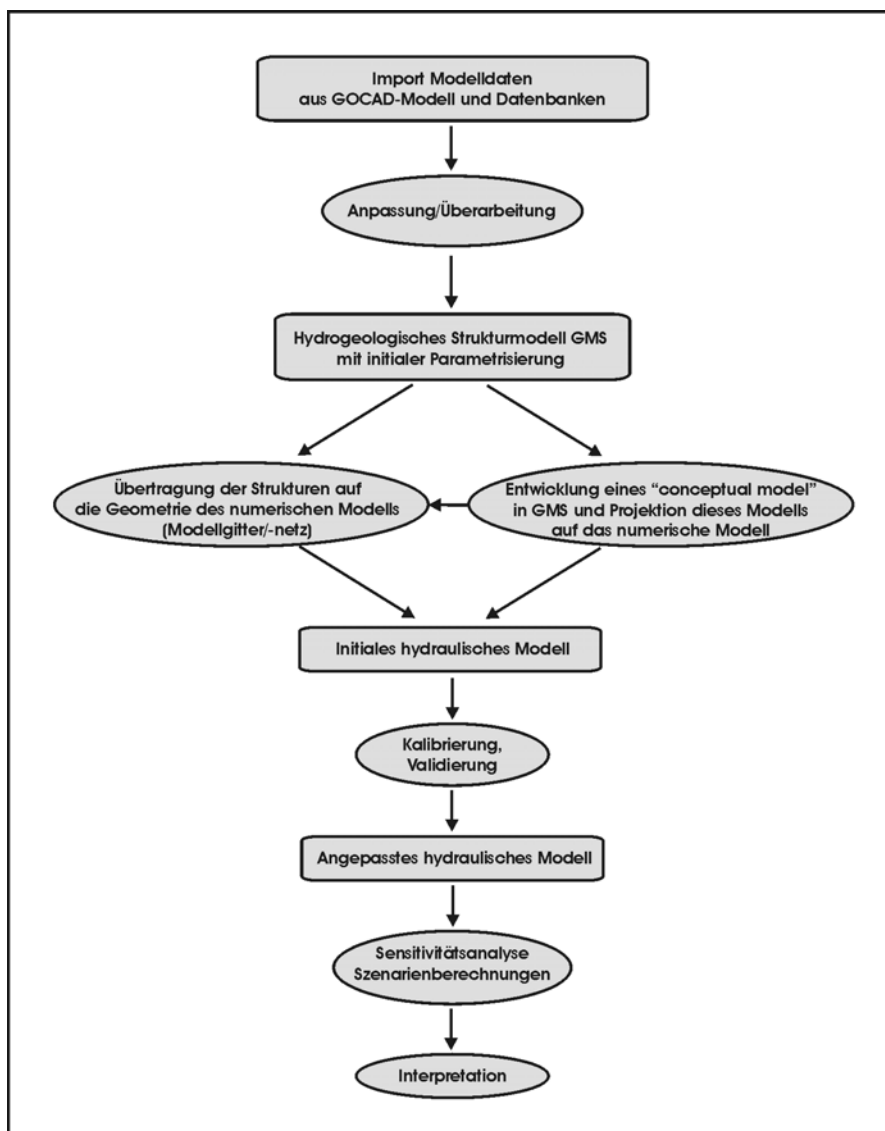 Import Modelldaten
aus GOCAD-Modell und Datenbanken
Anpassung/Überarbeitung
Hydrogeologisches Strukturmodell GMS
mit initialer Parametrisierung
Übertragung der Strukturen auf
die Geometrie des numerischen Modells
(Modellgitter/-netz)
Entwicklung eines “conceptual model”
in GMS und Projektion dieses Modells
auf das numerische Modell
Initiales hydraulisches Modell
Kalibrierung,
Validierung
Angepasstes hydraulisches Modell
Sensitivitätsanalyse
Szenarienberechnungen
Interpretation